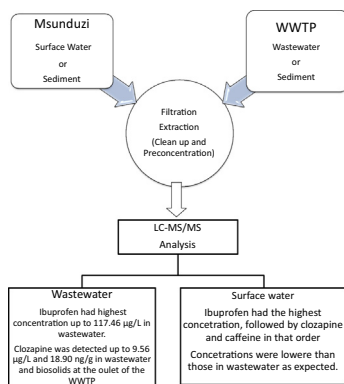 Msunduzi
Surface Water
or
Sediment
WWTP
Wastewater
or
Sediment
Filtration
Extraction
(Clean up and
Preconcentration)
LC-MS/MS
Analysis
Wastewater
Ibuprofen had highest
concentration up to 117.46 µg/L in
wastewater.
Clozapine was detected up to 9.56
µg/L and 18.90 ng/g in wastewater
and biosolids at the oulet of the
WWTP
Surface water
Ibuprofen had the highest
concetration, followed by clozapine
and caffeine in that order
Concetrations were lowere than
those in wastewater as expected.